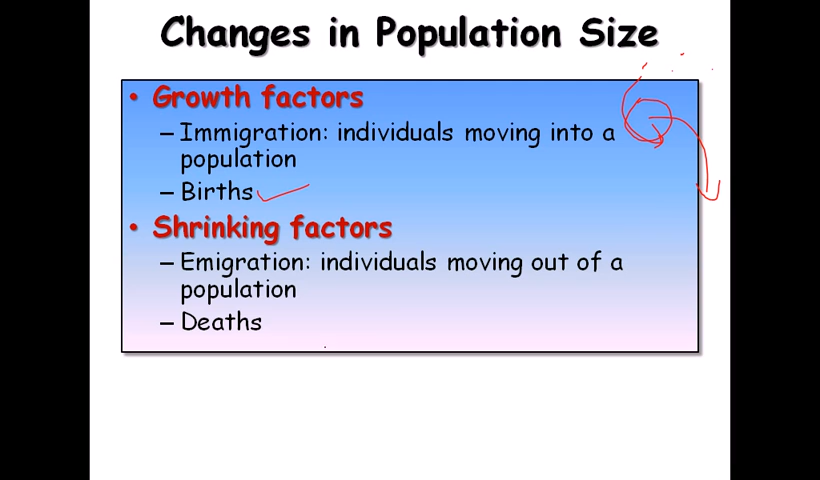 Changes in Population Size
• Growth factors
– Immigration: individuals moving into a
population
– Births
• Shrinking factors
– Emigration: individuals moving out of a
population
– Deaths